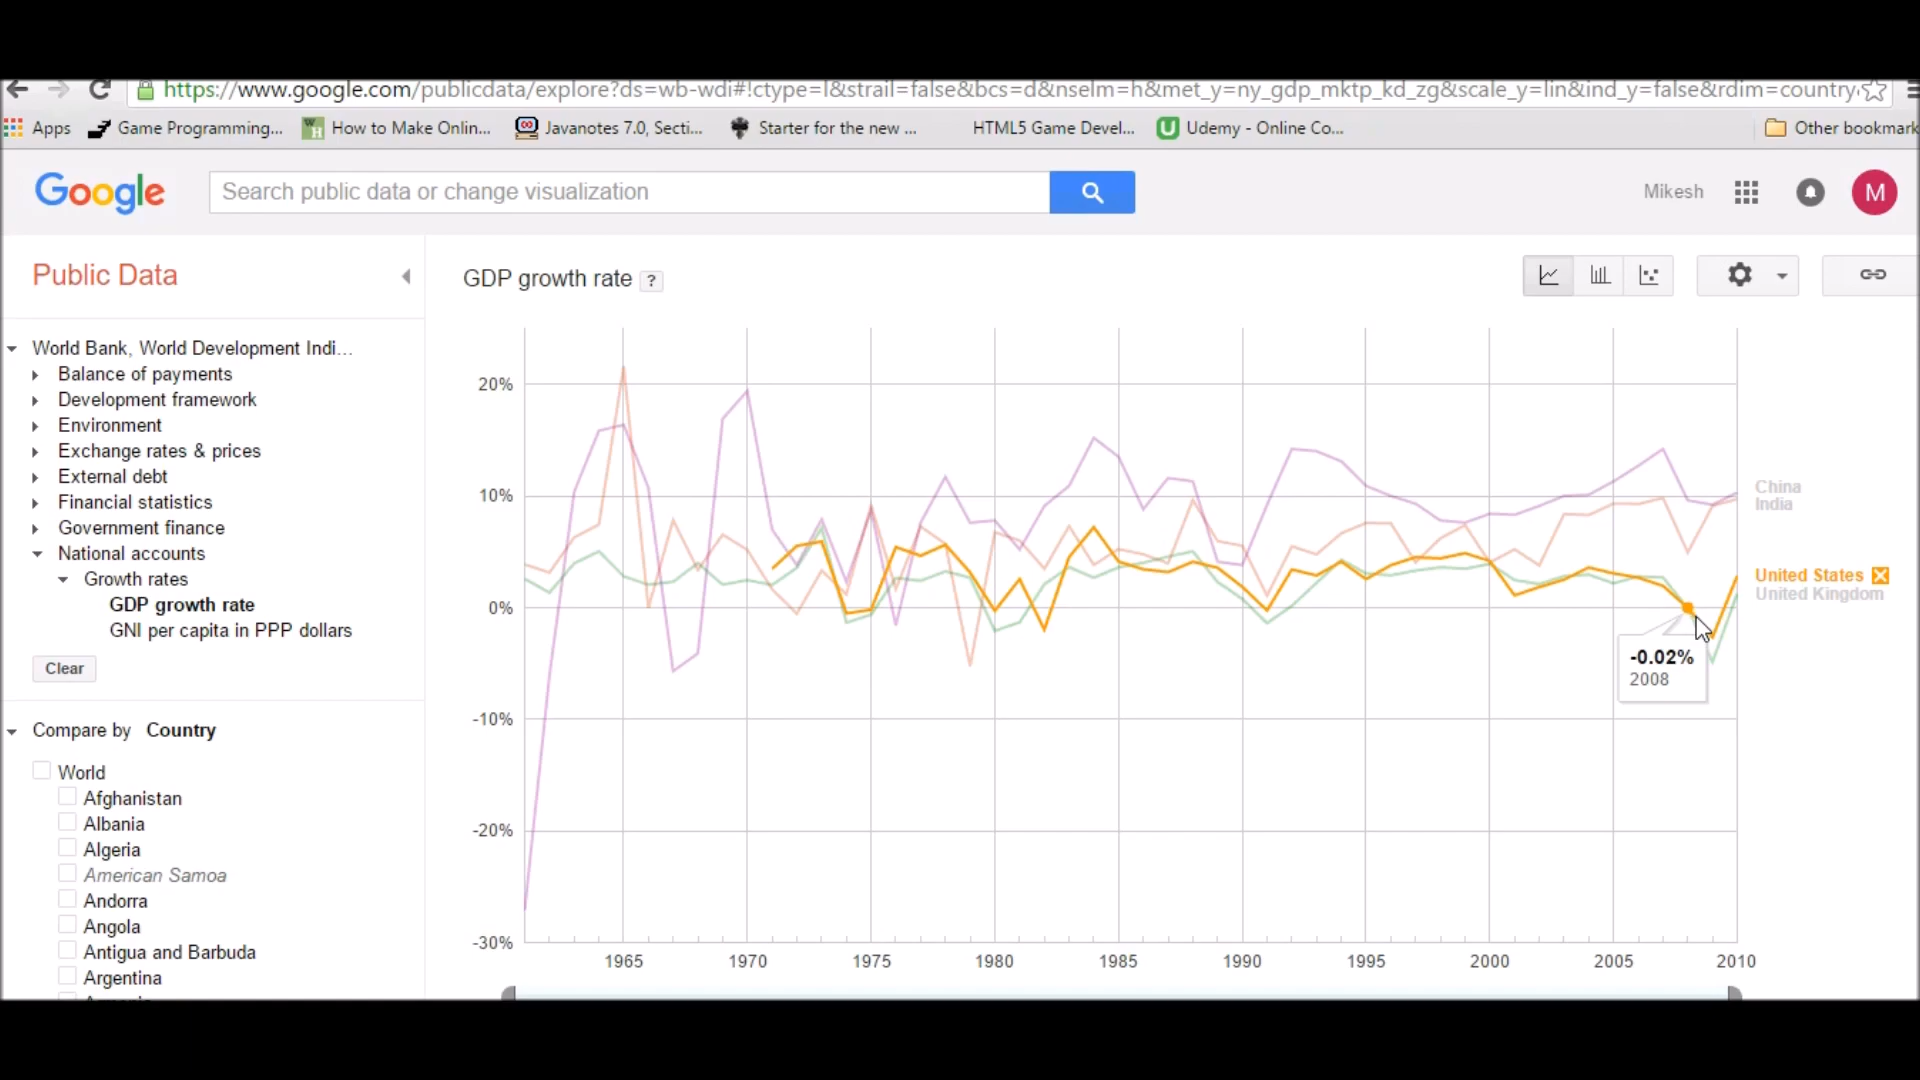 https://www.google.com/publicdata/explore?ds=wb-wdi#!ctype=l&strail=false&bcs=d&nselm=h&met_y=ny_gdp_mktp_kd_zg&scale_y=lin&ind_y=false&rdim=country
Apps Game Programming... How to Make Onlin... Javanotes 7.0, Secti... Starter for the new ... HTML5 Game Devel... Udemy - Online Co... Other bookmark
Google Search public data or change visualization Mikesh M
Public Data
World Bank, World Development Indi...
Balance of payments
Development framework
Environment
Exchange rates & prices
External debt
Financial statistics
Government finance
National accounts
Growth rates
GDP growth rate
GNI per capita in PPP dollars
Clear
Compare by Country
World
Afghanistan
Albania
Algeria
American Samoa
Andorra
Angola
Antigua and Barbuda
Argentina
GDP growth rate ?
20%
10%
0%
-10%
-20%
-30%
China
India
United States
United Kingdom
-0.02%
2008
1965 1970 1975 1980 1985 1990 1995 2000 2005 2010